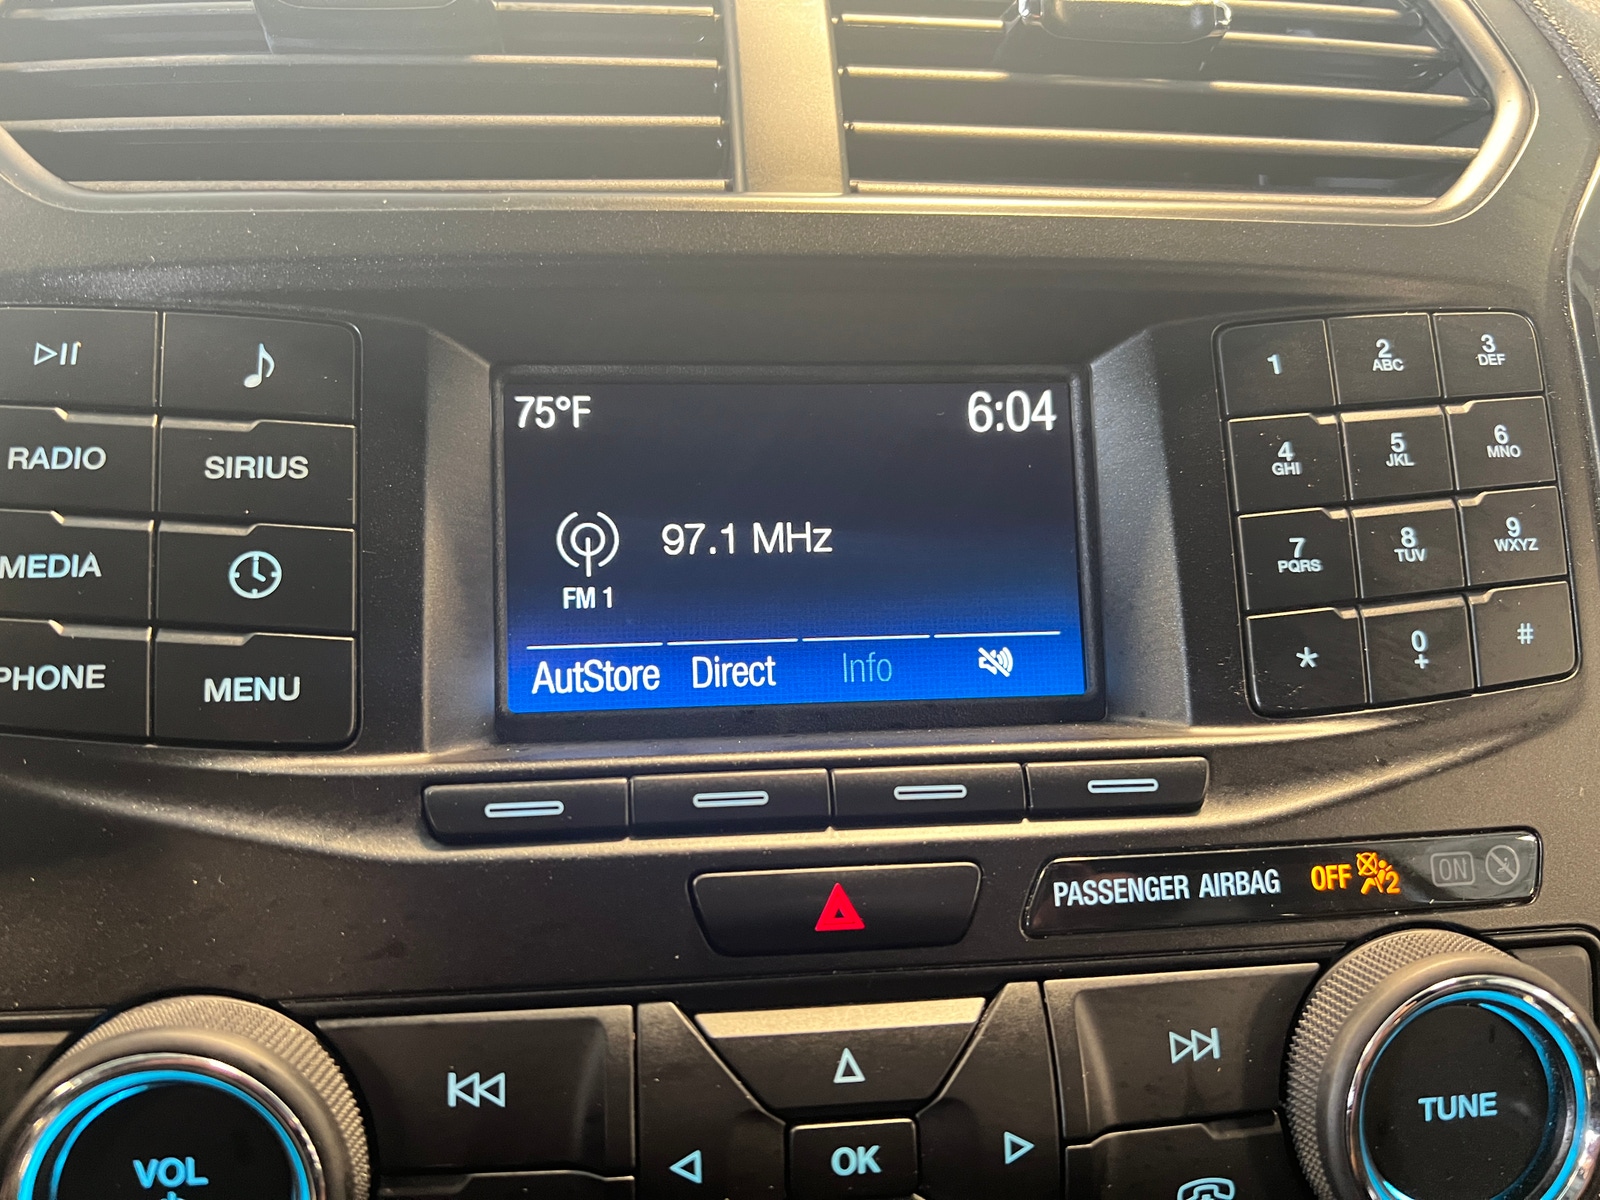 75°F
6:04
97.1 MHz
FM 1
AutStore
Direct
Info
RADIO
SIRIUS
MEDIA
PHONE
MENU
1
2
ABC
3
DEF
4
GHI
5
JKL
6
MNO
7
PQRS
8
TUV
9
WXYZ
*
0
+
#
PASSENGER AIRBAG OFF 2 ON
VOL
OK
TUNE